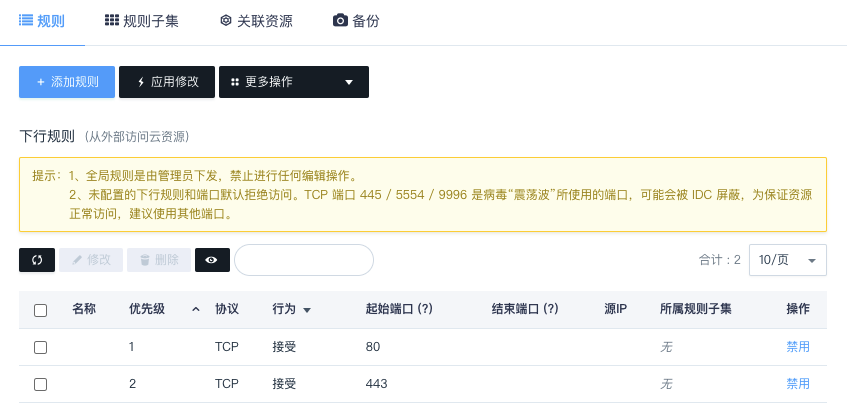 规则 规则子集 关联资源 备份
+ 添加规则 应用修改 更多操作
下行规则 (从外部访问云资源)
提示: 1、全局规则是由管理员下发，禁止进行任何编辑操作。
2、未配置的下行规则和端口默认拒绝访问。TCP 端口 445 / 5554 / 9996 是病毒“震荡波”所使用的端口，可能会被 IDC 屏蔽，为保证资源
正常访问，建议使用其他端口。
修改 删除 合计 : 2 10/页
名称 优先级 协议 行为 起始端口 (?) 结束端口 (?) 源IP 所属规则子集 操作
1 TCP 接受 80 无 禁用
2 TCP 接受 443 无 禁用